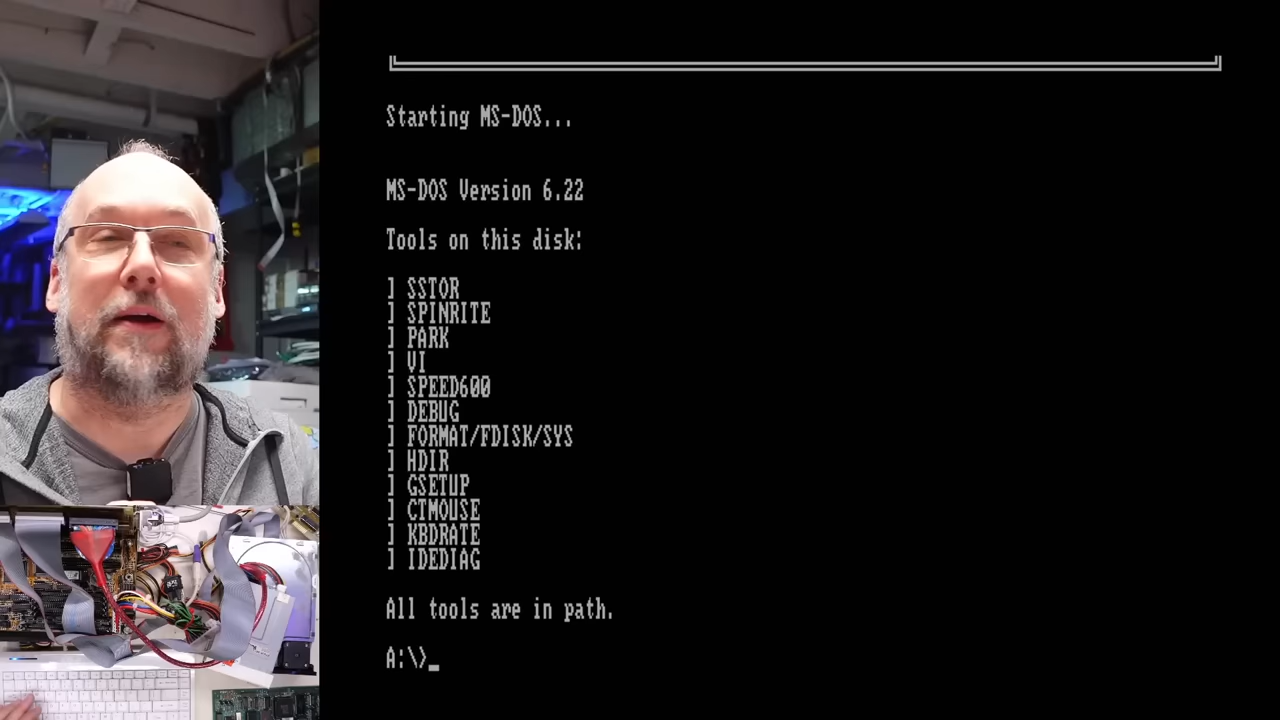 Starting MS-DOS...
MS-DOS Version 6.22
Tools on this disk:
] SSTOR
] SPINRITE
] PARK
] VI
] SPEED600
] DEBUG
] FORMAT/FDISK/SYS
] HDIR
] GSETUP
] CTMOUSE
] KBDRATE
] IDEDIAG
All tools are in path.
A:\>_